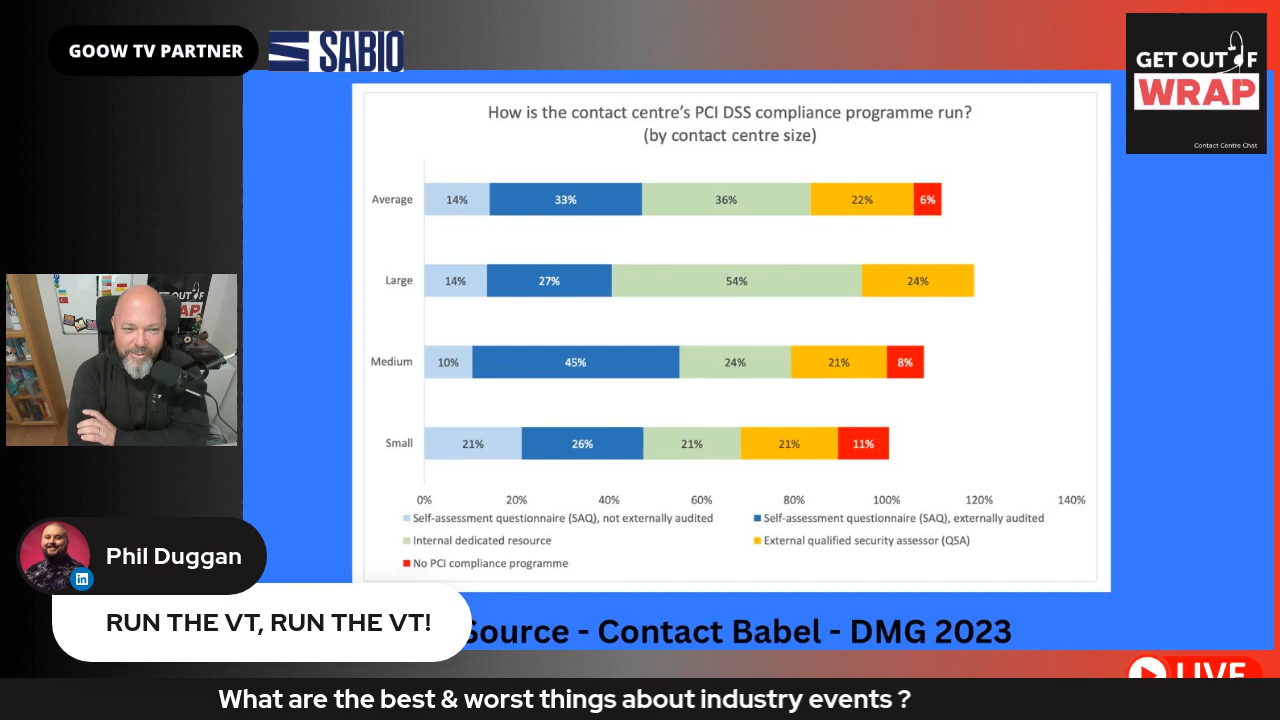 GOOW TV PARTNER
SABIO
GET OUT OF
WRAP
Contact Centre Chat
How is the contact centre's PCI DSS compliance programme run?
(by contact centre size)
Average 14% 33% 36% 22% 6%
Large 14% 27% 54% 24%
Medium 10% 45% 24% 21% 8%
Small 21% 26% 21% 21% 11%
0% 20% 40% 60% 80% 100% 120% 140%
Self-assessment questionnaire (SAQ), not externally audited
Self-assessment questionnaire (SAQ), externally audited
Internal dedicated resource
External qualified security assessor (QSA)
No PCI compliance programme
Phil Duggan
in
RUN THE VT, RUN THE VT!
Source - Contact Babel - DMG 2023
LIVE
What are the best & worst things about industry events ?